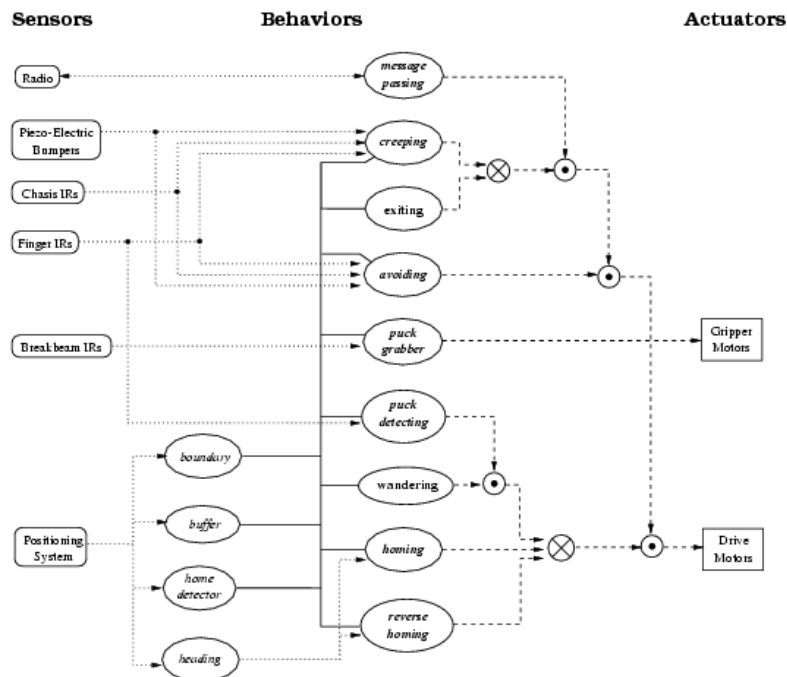 Sensors
Behaviors
Actuators
Radio
message
passing
Piezo-Electric
Bumpers
creeping
Chasis IRs
exiting
Finger IRs
avoiding
Breakbeam IRs
puck
grabber
Gripper
Motors
puck
detecting
boundary
wandering
buffer
Positioning
System
homing
Drive
Motors
home
detector
reverse
homing
heading